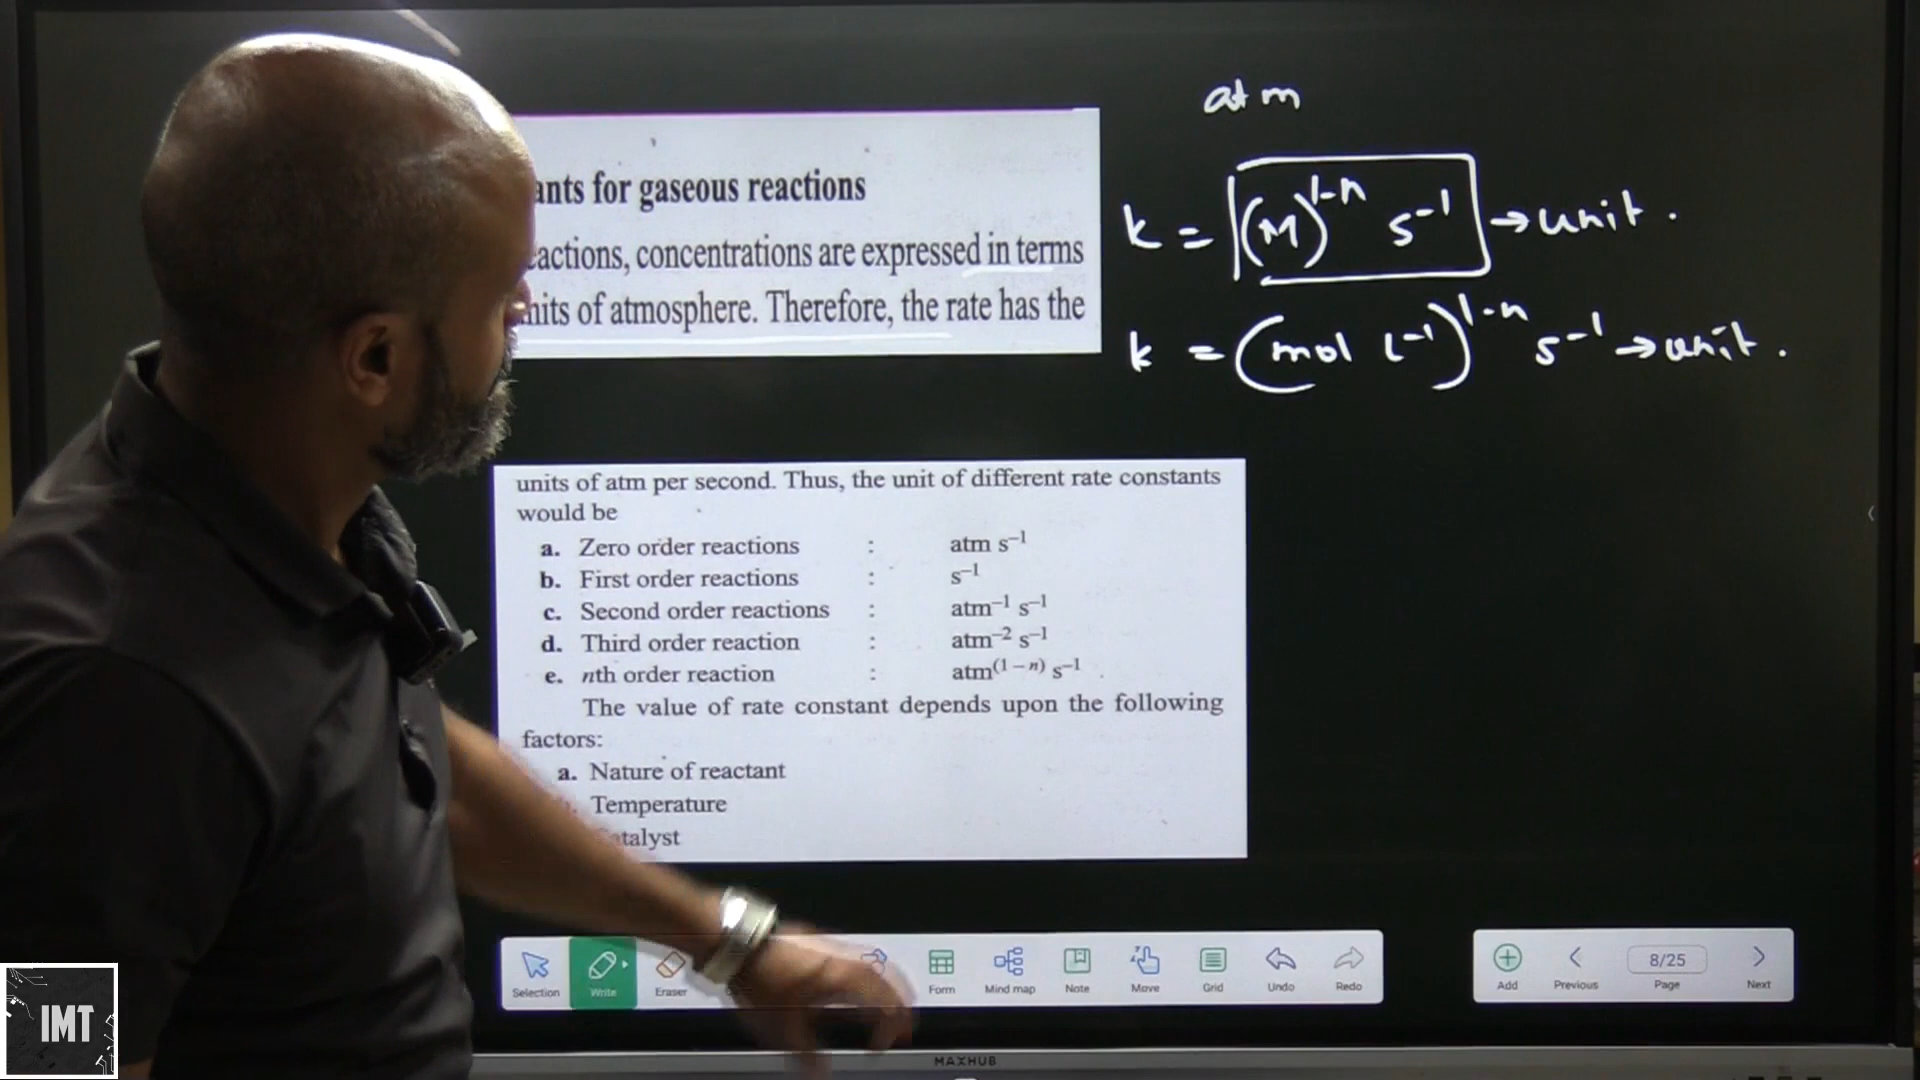 atm
ants for gaseous reactions
eactions, concentrations are expressed in terms
nits of atmosphere. Therefore, the rate has the
k = (M)^{1-n} s^{-1} → unit.
k = (mol L^{-1})^{1-n} s^{-1} → unit.
units of atm per second. Thus, the unit of different rate constants
would be
a. Zero order reactions : atm s^{–1}
b. First order reactions : s^{–1}
c. Second order reactions : atm^{–1} s^{–1}
d. Third order reaction : atm^{–2} s^{–1}
e. nth order reaction : atm^{(1 – n)} s^{–1}
The value of rate constant depends upon the following
factors:
a. Nature of reactant
Temperature
atalyst
Selection Write Eraser Form Mind map Note Move Grid Undo Redo
Add Previous 8/25 Page Next
MAXHUB
IMT